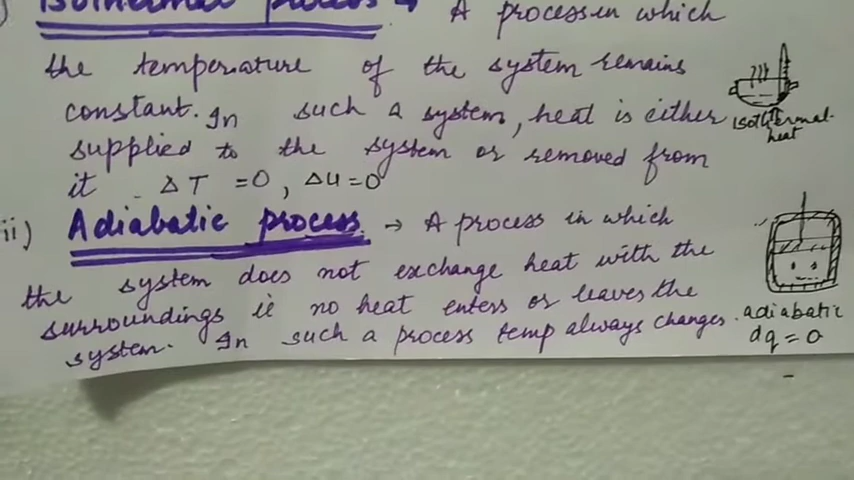 Isothermal process → A process in which
the temperature of the system remains
constant. In such a system, heat is either
supplied to the system or removed from
it ΔT = 0, ΔU = 0
isothermal
heat
ii) Adiabatic process → A process in which
the system does not exchange heat with the
surroundings ie no heat enters or leaves the
system. In such a process temp always changes.
adiabatic
dq = 0